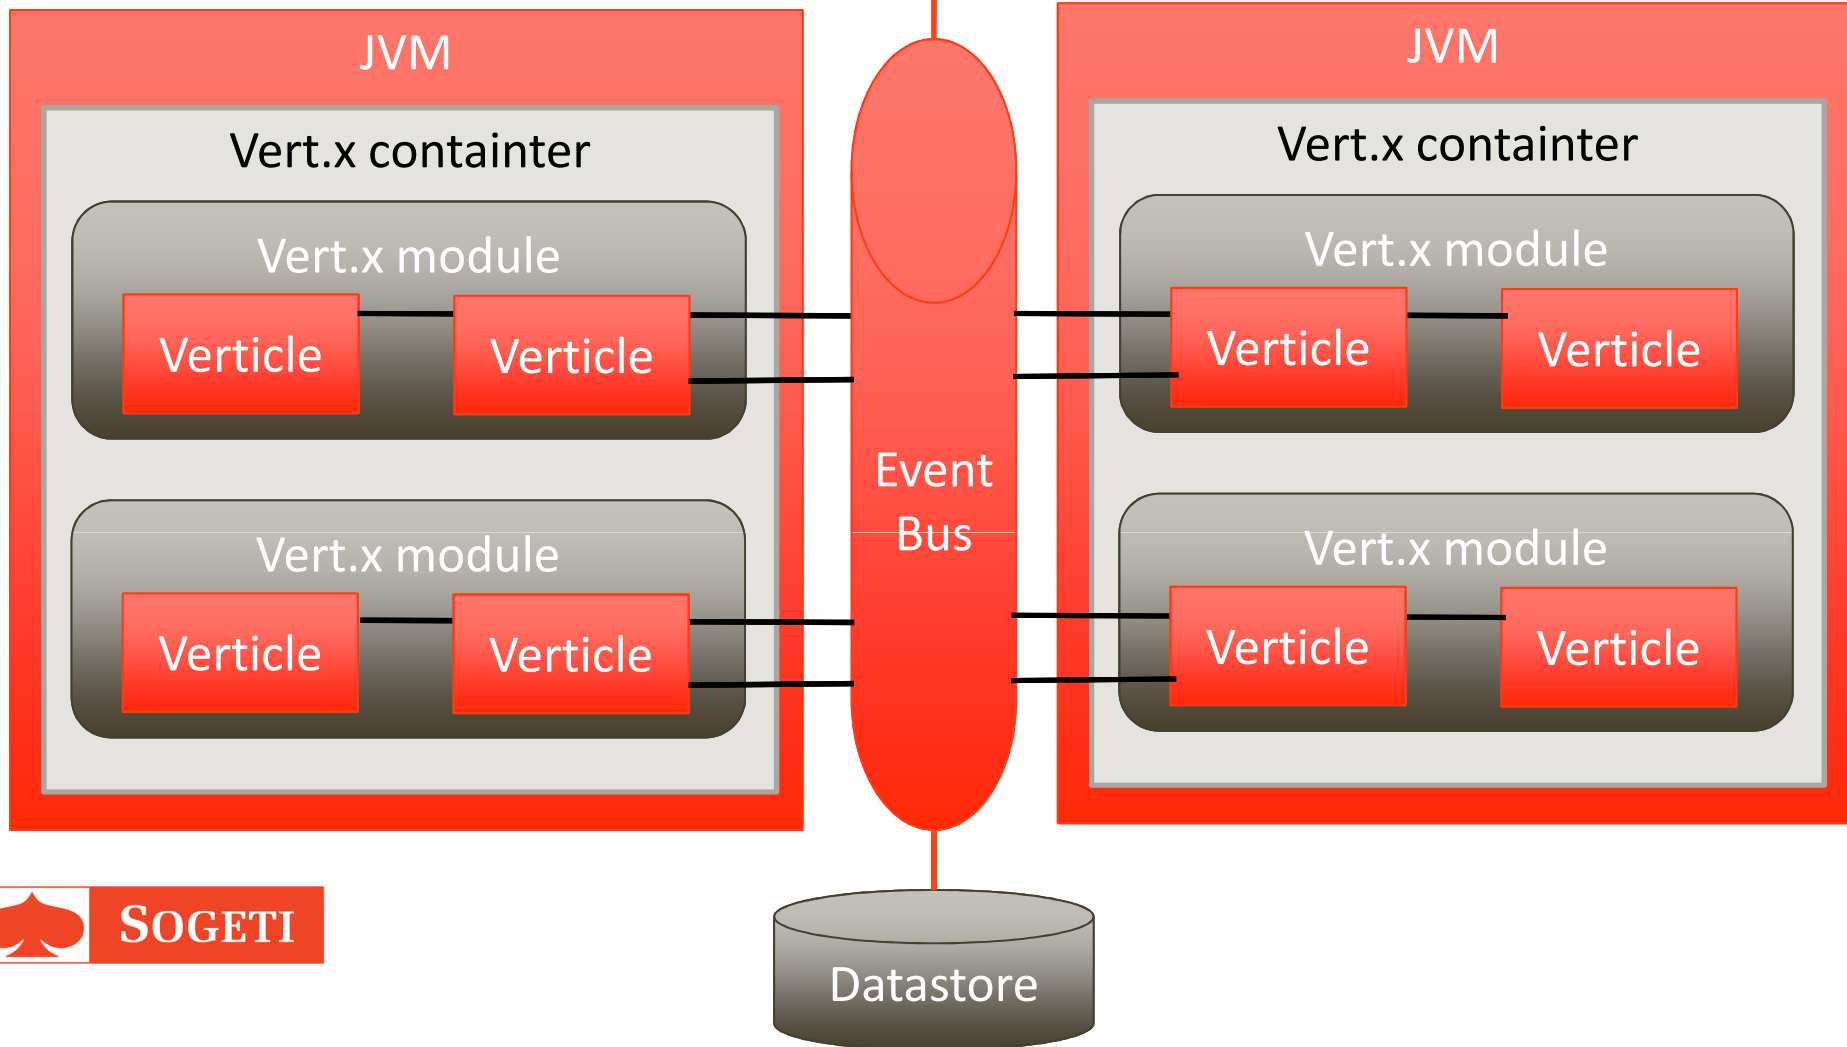 JVM
Vert.x containter
Vert.x module
Verticle Verticle
Vert.x module
Verticle Verticle
Event
Bus
JVM
Vert.x containter
Vert.x module
Verticle Verticle
Vert.x module
Verticle Verticle
SOGETI
Datastore